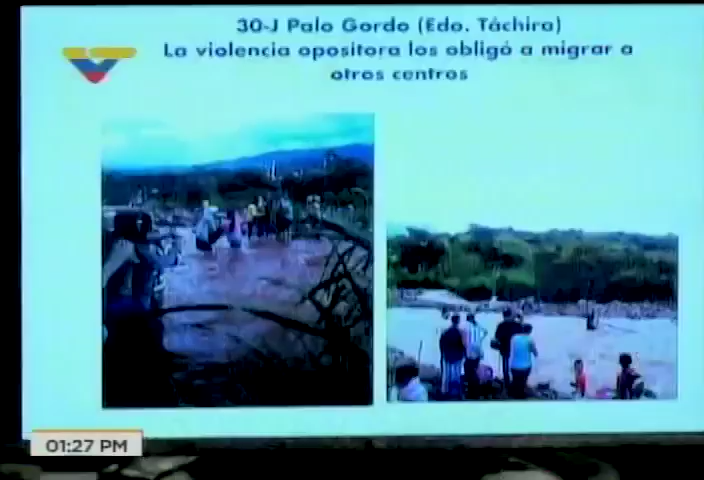 30-J Palo Gordo (Edo. Táchira)
La violencia opositora los obligó a migrar a
otros centros
01:27 PM